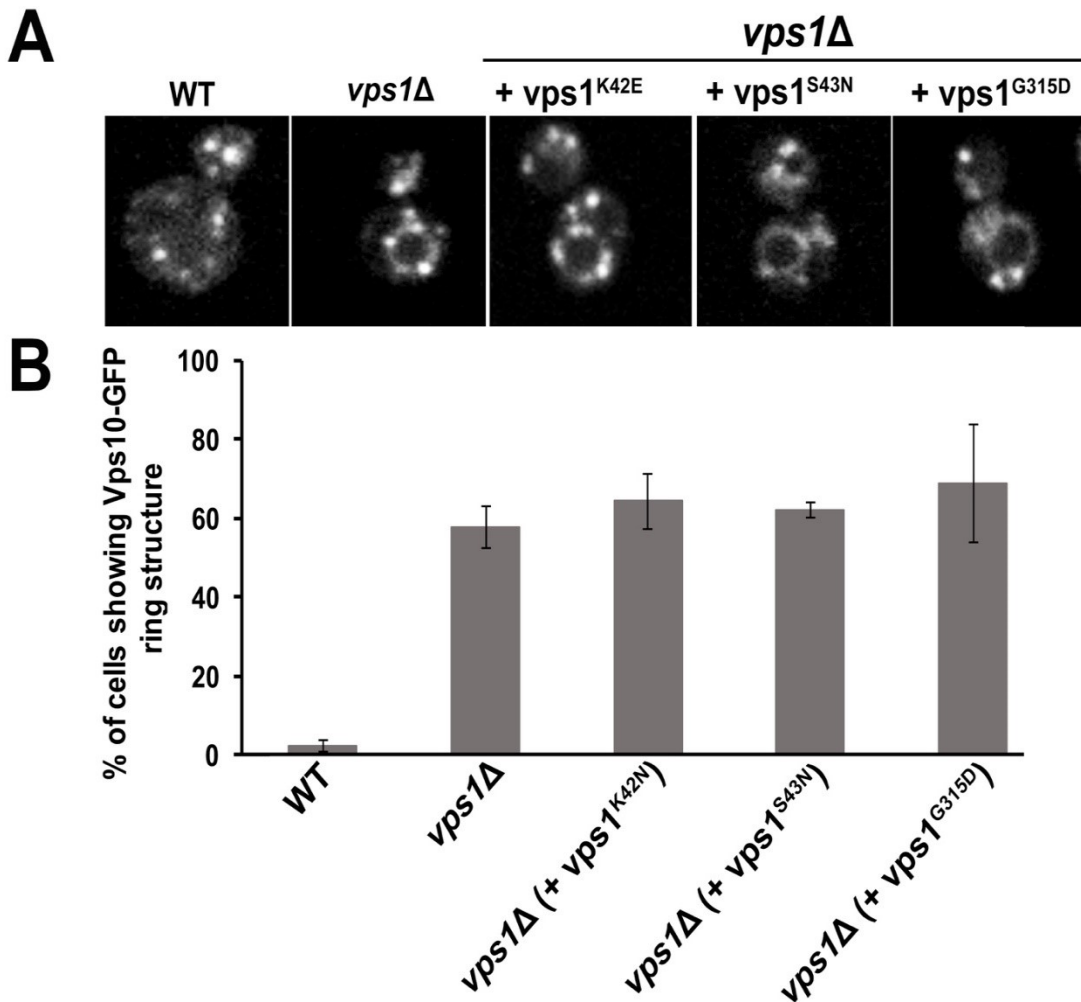 A
vps1Δ
WT
vps1Δ
+ vps1K42E
+ vps1S43N
+ vps1G315D
B
% of cells showing Vps10-GFP
ring structure
100
80
60
40
20
0
WT
vps1Δ
vps1Δ (+ vps1K42N)
vps1Δ (+ vps1S43N)
vps1Δ (+ vps1G315D)